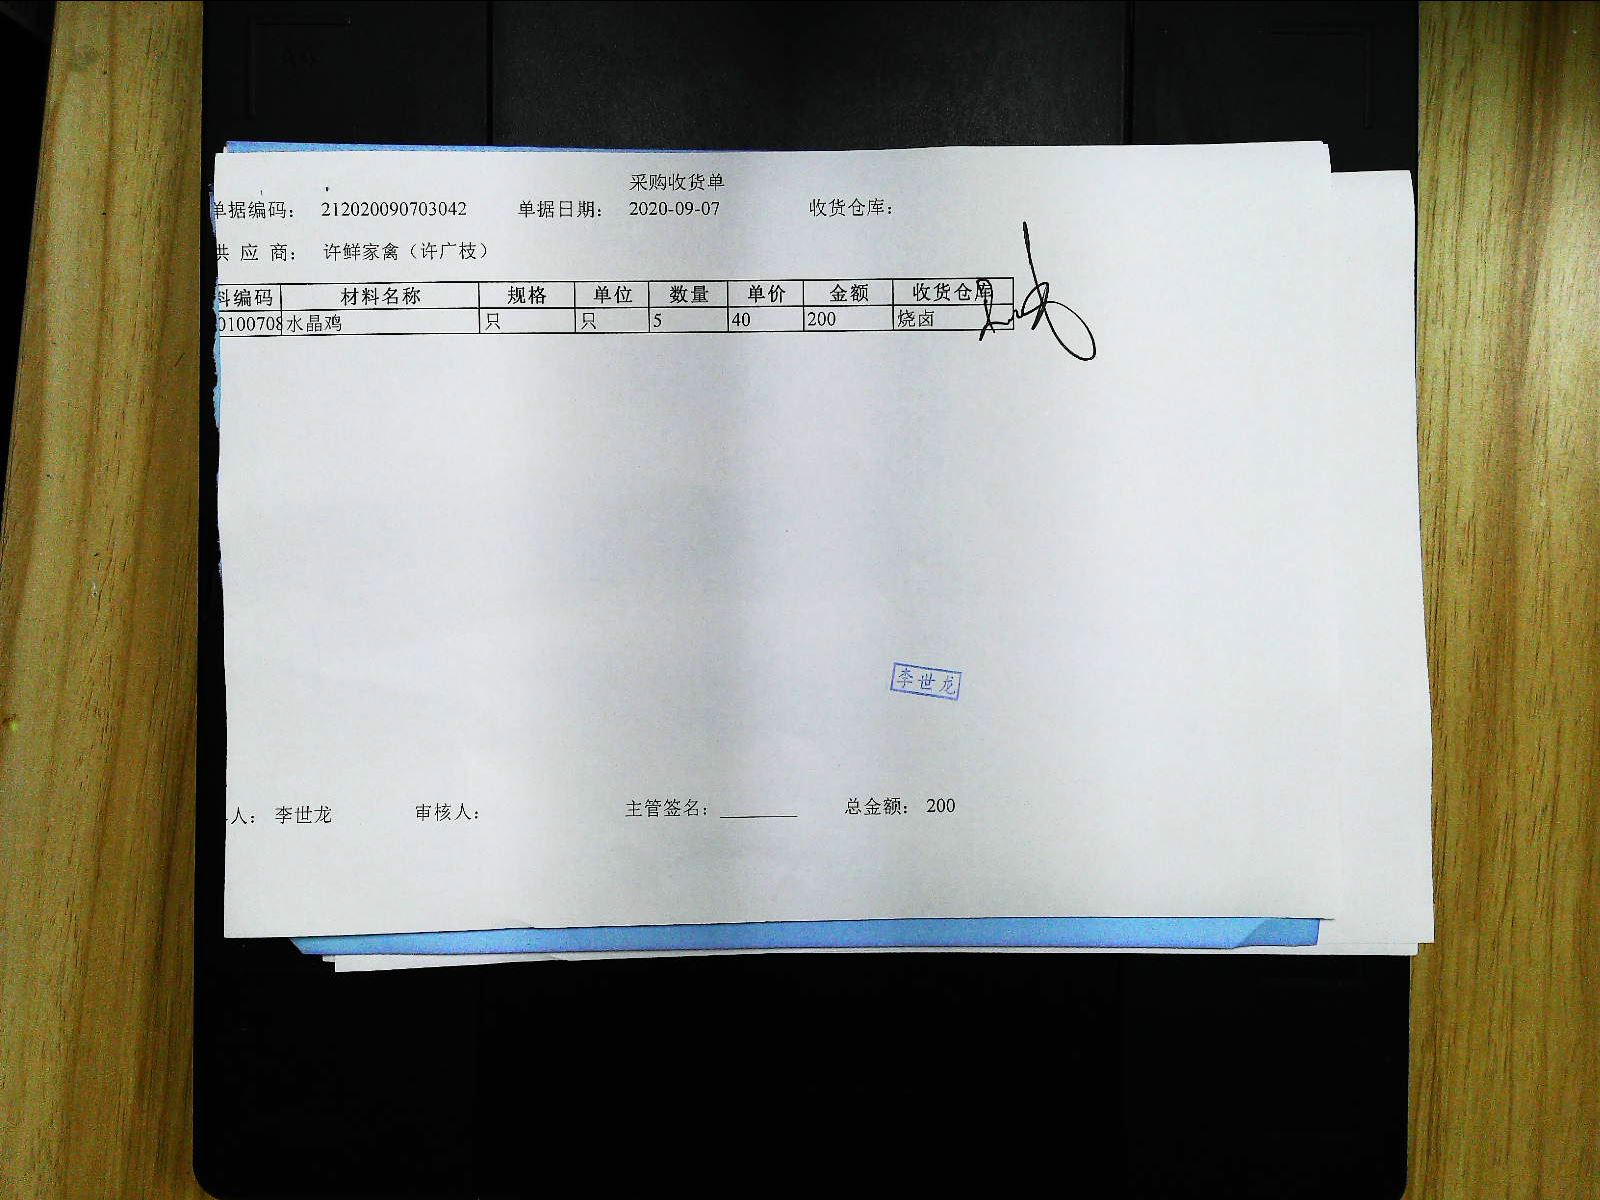 采购收货单
单据编码： 212020090703042 单据日期： 2020-09-07 收货仓库：
供 应 商： 许鲜家禽（许广枝）
料编码 材料名称 规格 单位 数量 单价 金额 收货仓库
0100708 水晶鸡 只 只 5 40 200 烧卤
李世龙
人： 李世龙 审核人： 主管签名： 总金额： 200